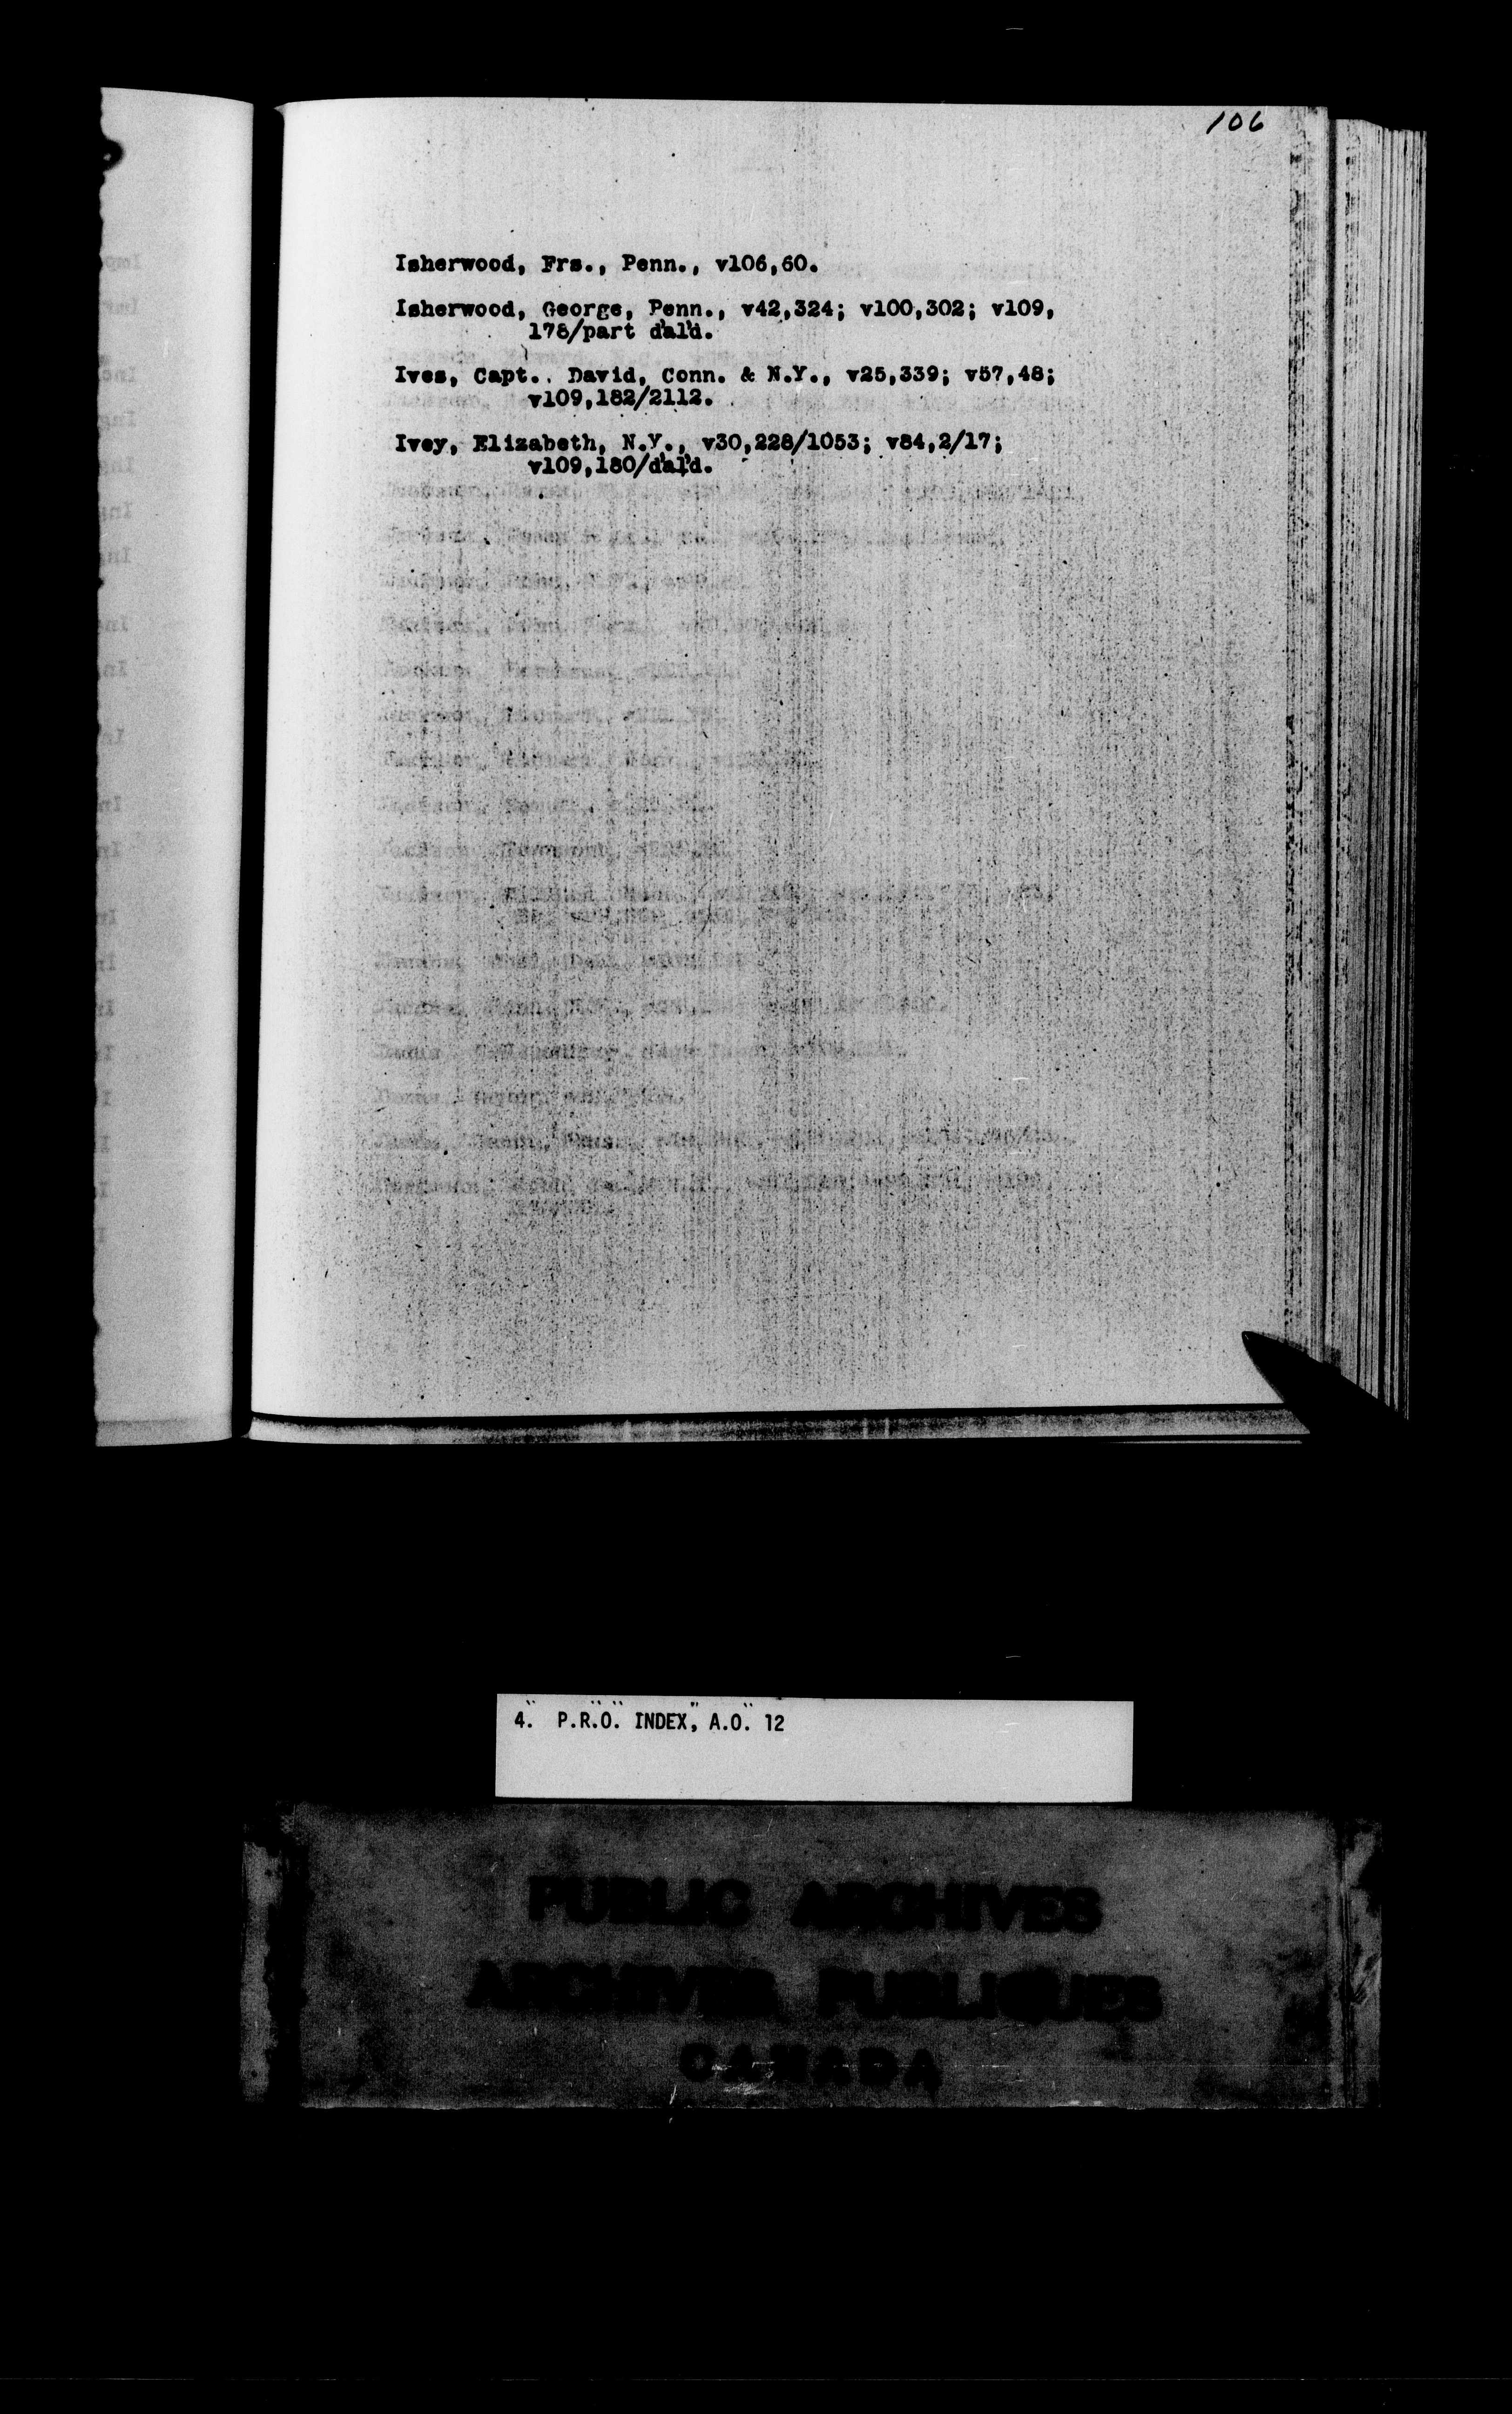 106
Isherwood, Frs., Penn., v106,60.
Isherwood, George, Penn., v42,324; v100,302; v109,
178/part d'al'd.
Ives, Capt., David, Conn. & N.Y., v25,339; v57,48;
v109,182/2112.
Ivey, Elizabeth, N.Y., v30,228/1053; v84,2/17;
v109,180/d'al'd.
4. P.R.O. INDEX, A.O. 12
PUBLIC ARCHIVES
ARCHIVES PUBLIQUES
CANADA